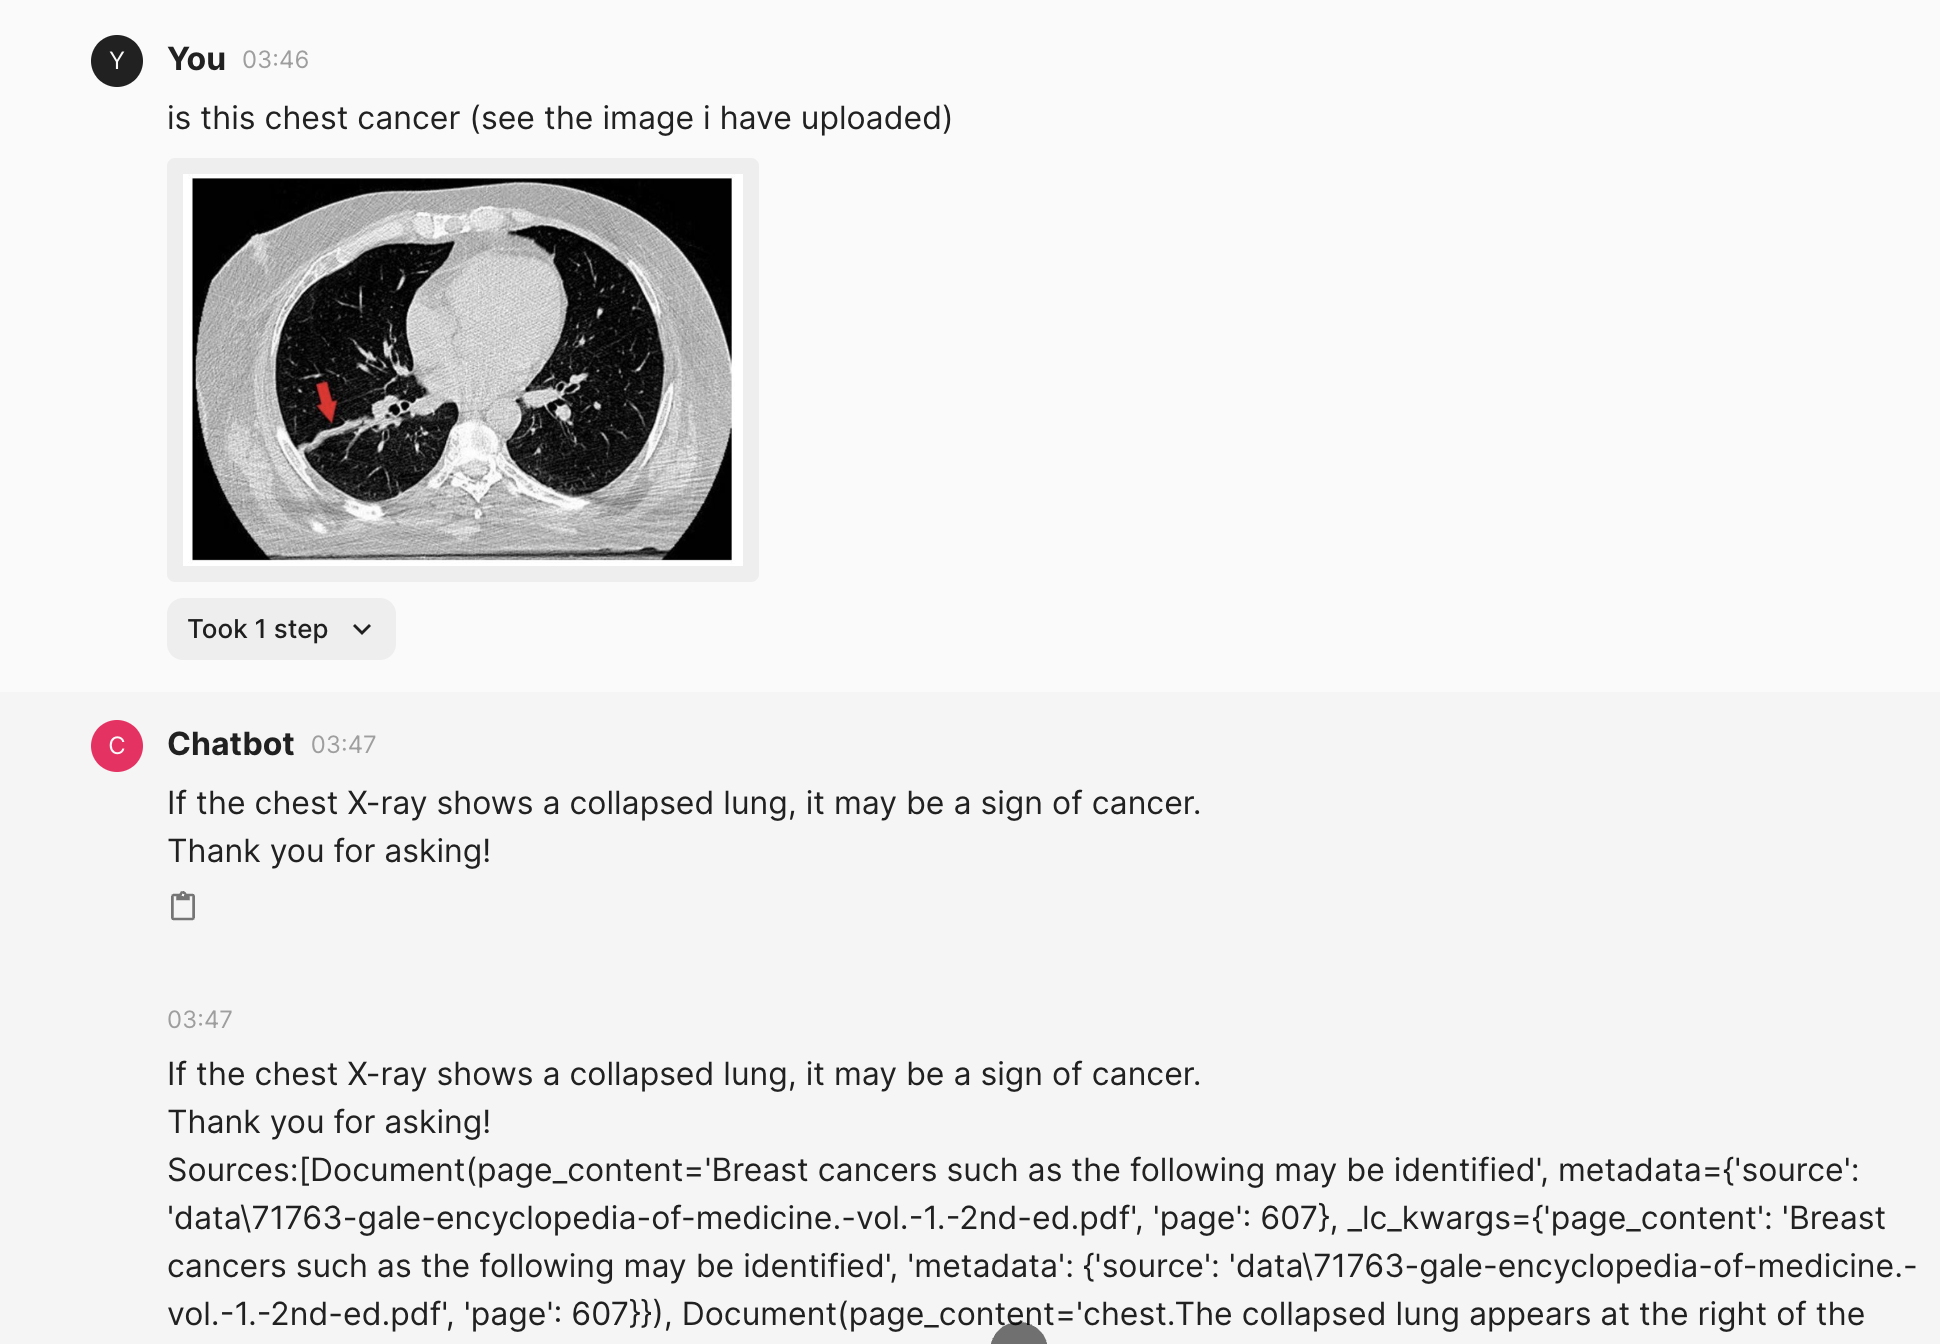 Y
You 03:46
is this chest cancer (see the image i have uploaded)
Took 1 step
C
Chatbot 03:47
If the chest X-ray shows a collapsed lung, it may be a sign of cancer.
Thank you for asking!
03:47
If the chest X-ray shows a collapsed lung, it may be a sign of cancer.
Thank you for asking!
Sources:[Document(page_content='Breast cancers such as the following may be identified', metadata={'source':
'data\71763-gale-encyclopedia-of-medicine.-vol.-1.-2nd-ed.pdf', 'page': 607}, _lc_kwargs={'page_content': 'Breast
cancers such as the following may be identified', 'metadata': {'source': 'data\71763-gale-encyclopedia-of-medicine.-
vol.-1.-2nd-ed.pdf', 'page': 607}}), Document(page_content='chest.The collapsed lung appears at the right of the